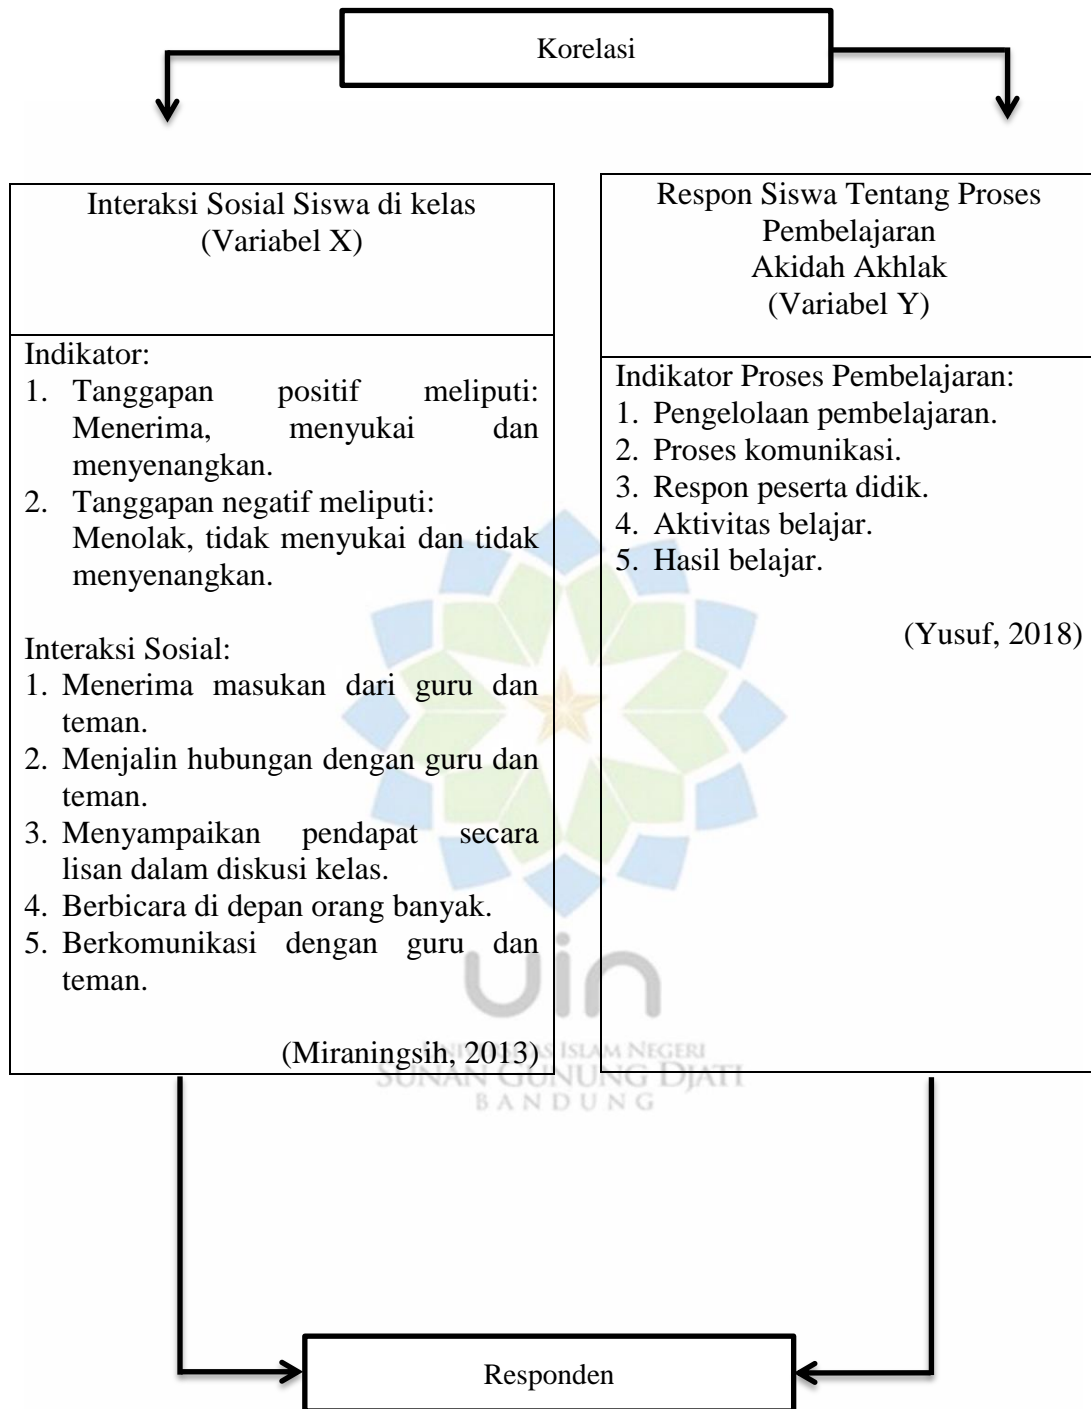 Korelasi
Interaksi Sosial Siswa di kelas
(Variabel X)
Indikator:
1. Tanggapan positif meliputi:
Menerima, menyukai dan
menyenangkan.
2. Tanggapan negatif meliputi:
Menolak, tidak menyukai dan tidak
menyenangkan.
Interaksi Sosial:
1. Menerima masukan dari guru dan
teman.
2. Menjalin hubungan dengan guru dan
teman.
3. Menyampaikan pendapat secara
lisan dalam diskusi kelas.
4. Berbicara di depan orang banyak.
5. Berkomunikasi dengan guru dan
teman.
(Miraningsih, 2013)
Respon Siswa Tentang Proses
Pembelajaran
Akidah Akhlak
(Variabel Y)
Indikator Proses Pembelajaran:
1. Pengelolaan pembelajaran.
2. Proses komunikasi.
3. Respon peserta didik.
4. Aktivitas belajar.
5. Hasil belajar.
(Yusuf, 2018)
uin
UNIVERSITAS ISLAM NEGERI
SUNAN GUNUNG DJATI
BANDUNG
Responden